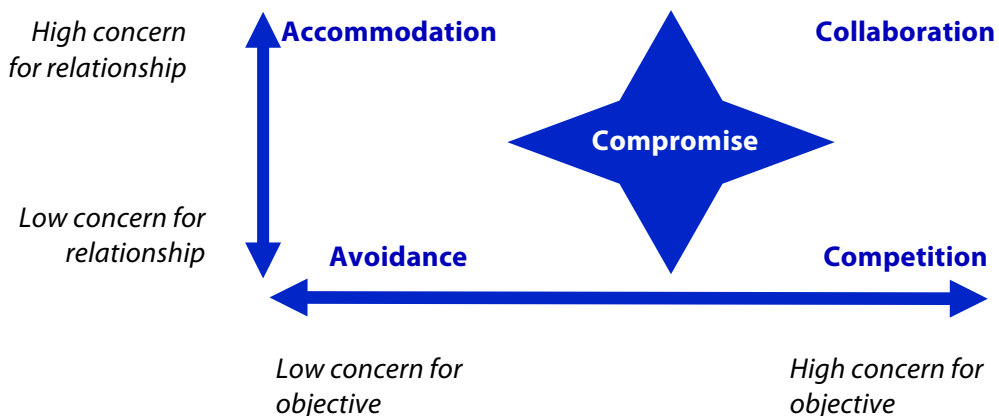 High concern
for relationship
Accommodation
Collaboration
Compromise
Low concern for
relationship
Avoidance
Competition
Low concern for
objective
High concern for
objective